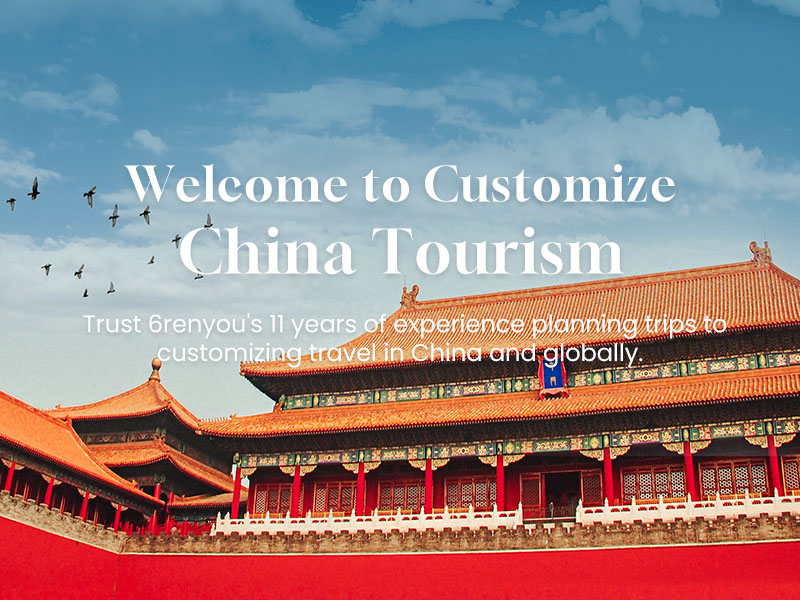 Welcome to Customize
China Tourism
Trust 6renyou's 11 years of experience planning trips to
customizing travel in China and globally.